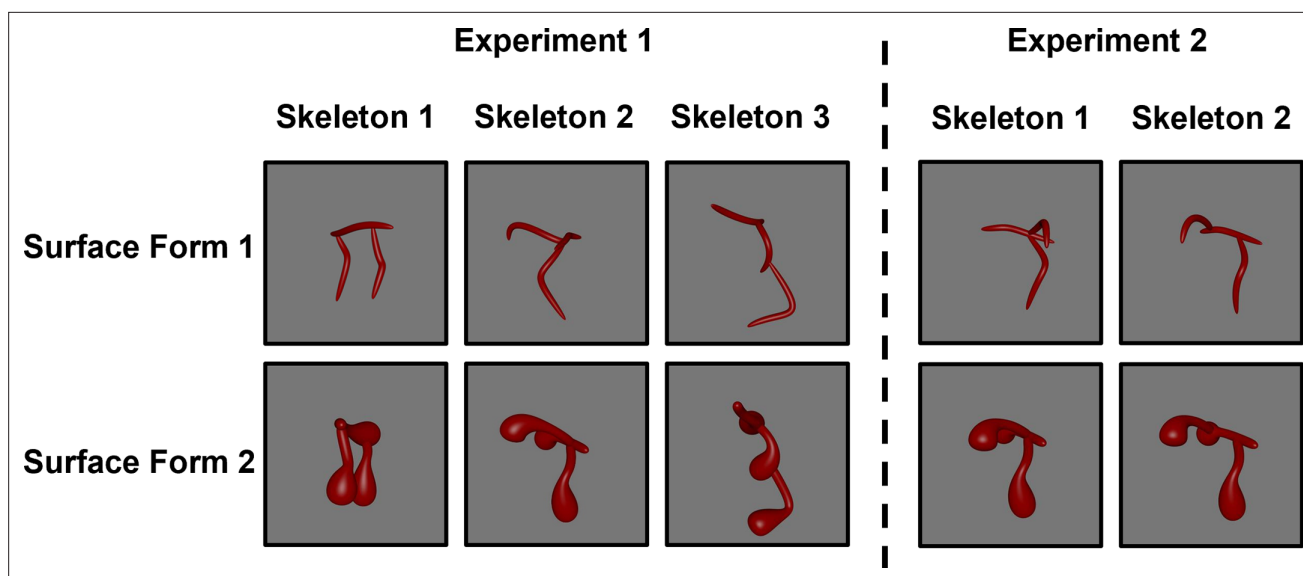 Experiment 1
Experiment 2
Skeleton 1
Skeleton 2
Skeleton 3
Skeleton 1
Skeleton 2
Surface Form 1
Surface Form 2